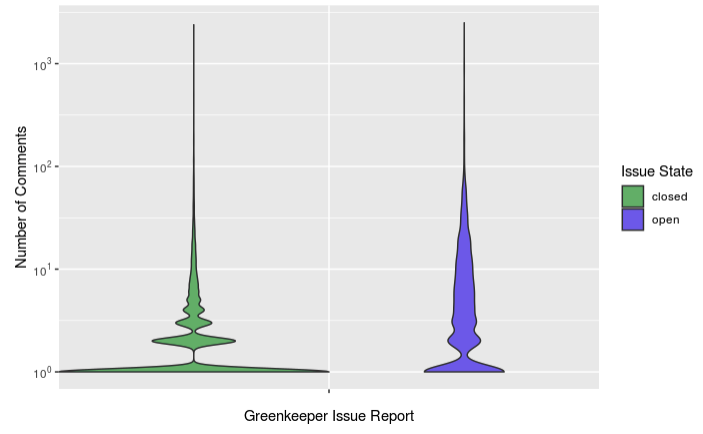 Number of Comments
10³
10²
10¹
10⁰
Greenkeeper Issue Report
Issue State
closed
open